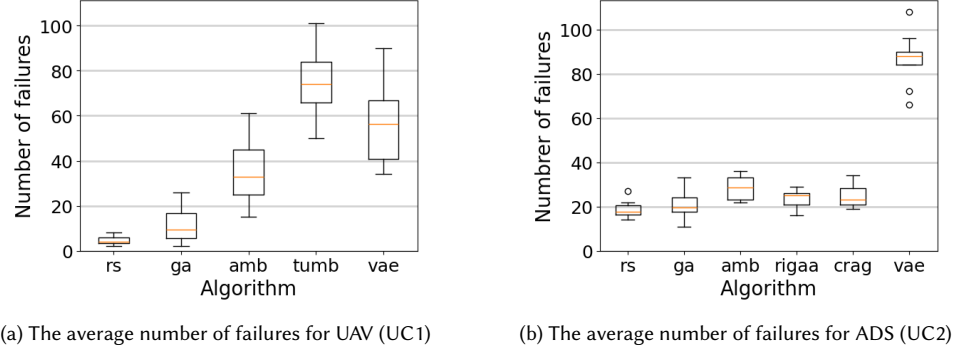 100
80
60
40
20
0
Number of failures
rs ga amb tumb vae
Algorithm
(a) The average number of failures for UAV (UC1)
100
80
60
40
20
0
Numbrer of failures
rs ga amb rigaa crag vae
Algorithm
(b) The average number of failures for ADS (UC2)